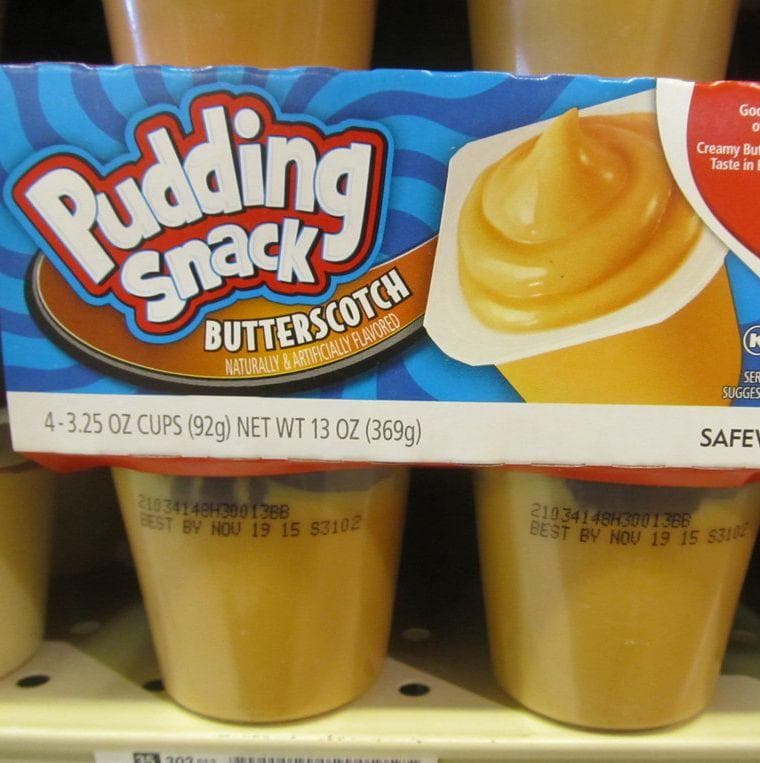 Pudding
Snack
BUTTERSCOTCH
NATURALLY & ARTIFICIALLY FLAVORED
Creamy
Taste in
K
4-3.25 OZ CUPS (92g) NET WT 13 OZ (369g)
21034148H30013BB
BEST BY NOV 19 15 S3102
21034148H30013BB
BEST BY NOV 19 15 S3102